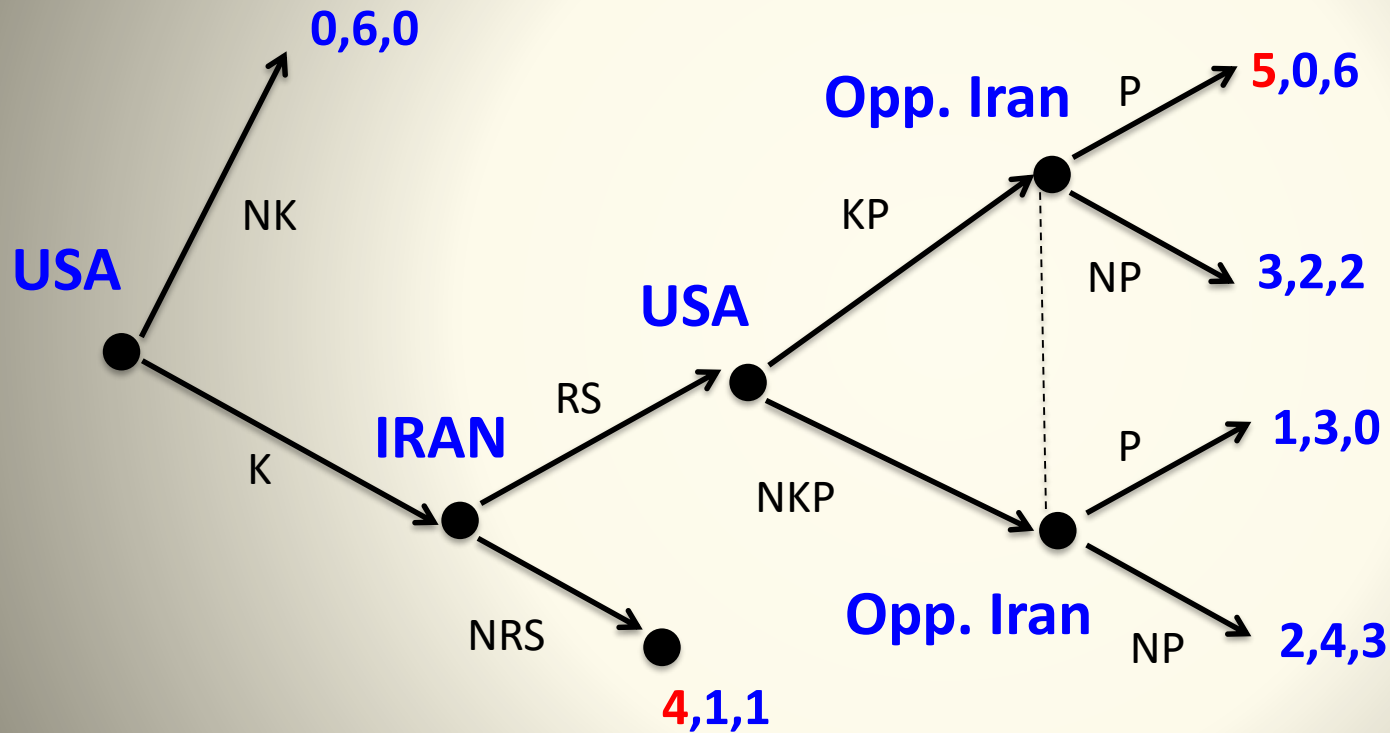 0,6,0
Opp. Iran
P
5,0,6
NK
KP
USA
NP
3,2,2
USA
RS
IRAN
P
1,3,0
K
NKP
Opp. Iran
NRS
NP
2,4,3
4,1,1